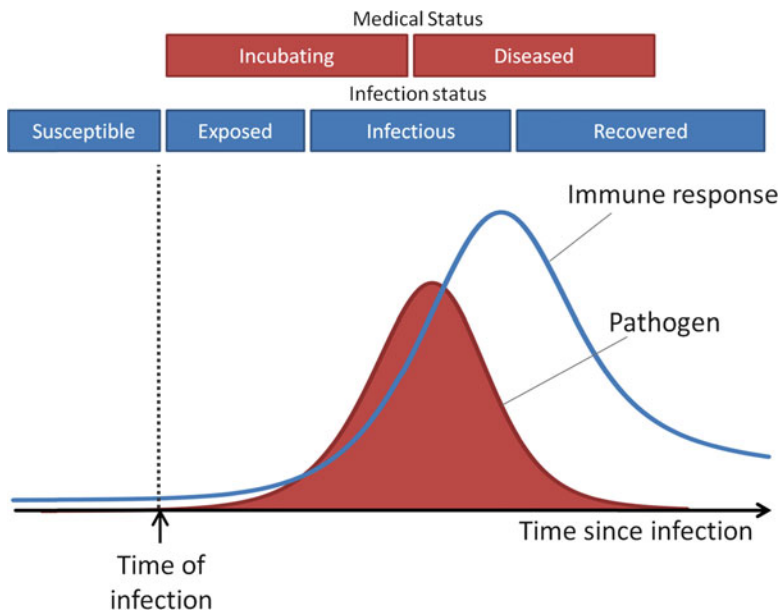 Medical Status
Incubating Diseased
Infection status
Susceptible Exposed Infectious Recovered
Immune response
Pathogen
Time since infection
Time of
infection